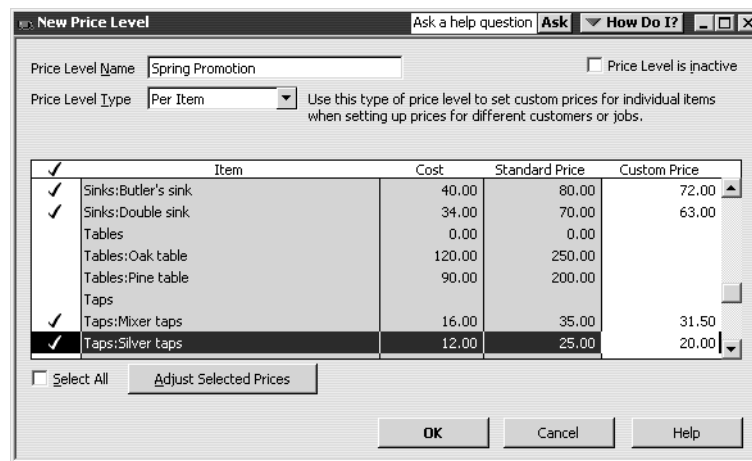 New Price Level Ask a help question Ask How Do I?
Price Level Name Spring Promotion Price Level is inactive
Price Level Type Per Item Use this type of price level to set custom prices for individual items
when setting up prices for different customers or jobs.
Item Cost Standard Price Custom Price
Sinks:Butler's sink 40.00 80.00 72.00
Sinks:Double sink 34.00 70.00 63.00
Tables 0.00 0.00
Tables:Oak table 120.00 250.00
Tables:Pine table 90.00 200.00
Taps
Taps:Mixer taps 16.00 35.00 31.50
Taps:Silver taps 12.00 25.00 20.00
Select All Adjust Selected Prices
OK Cancel Help